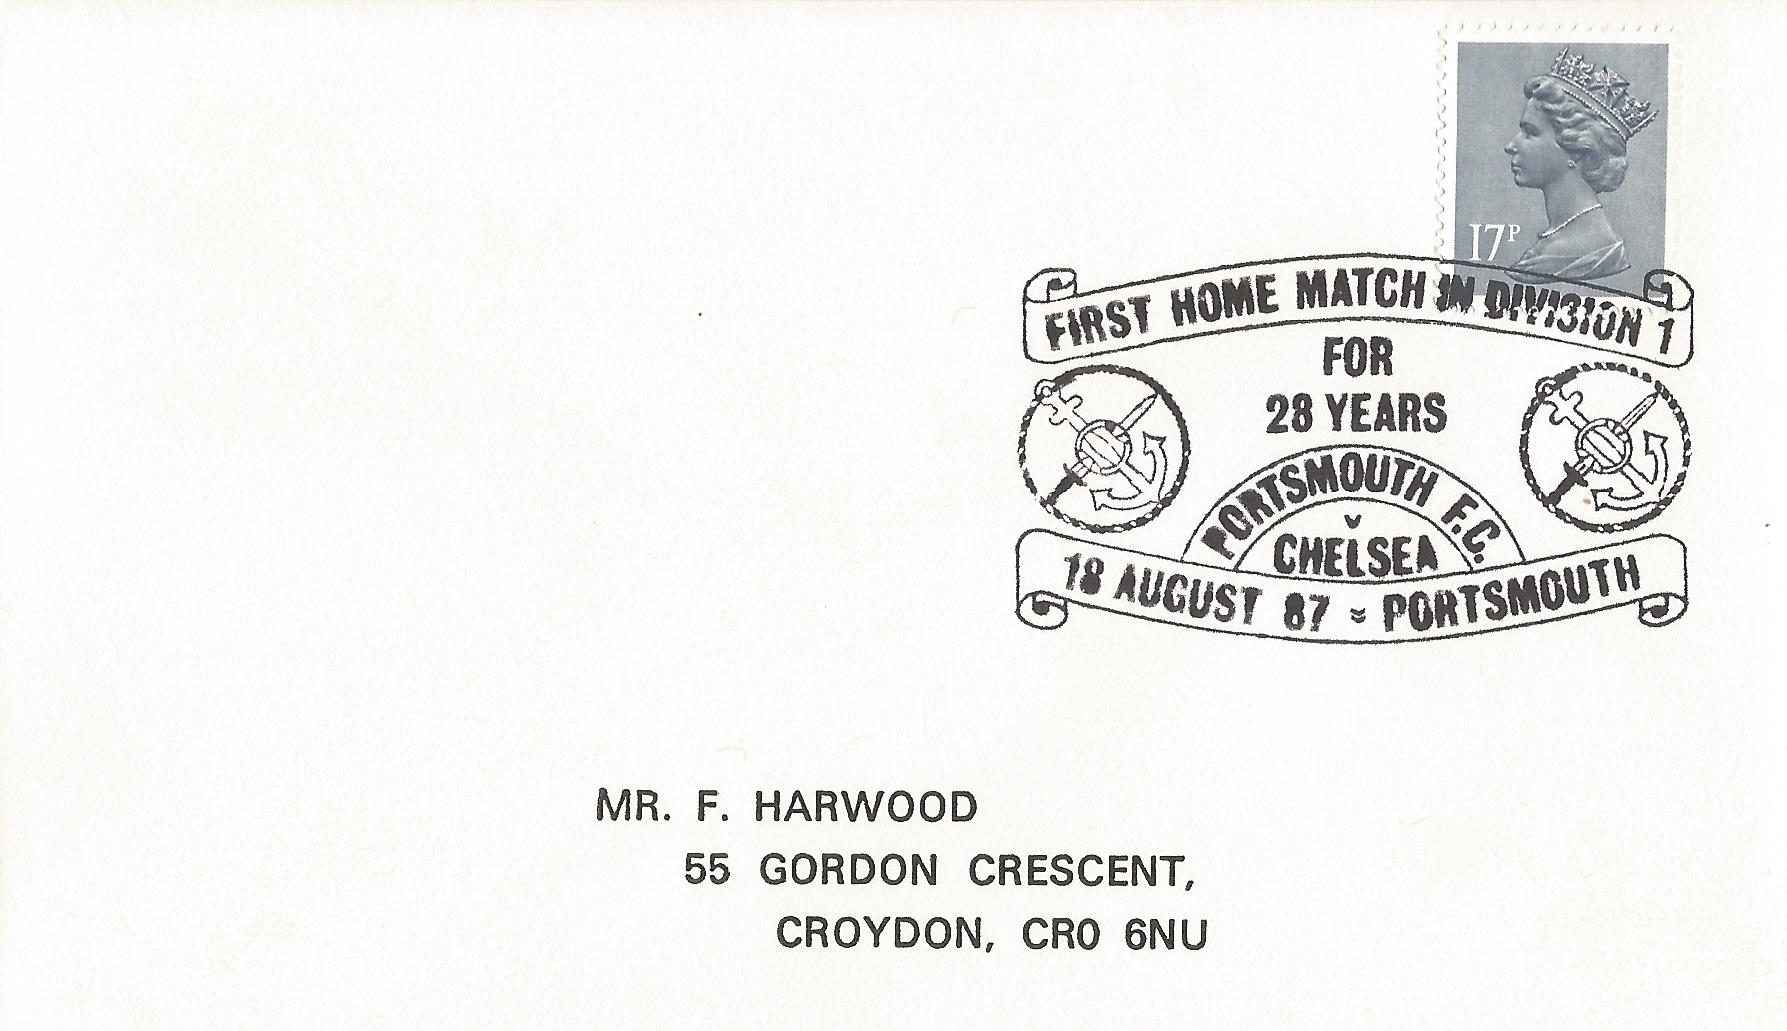 17P
FIRST HOME MATCH IN DIVISION 1
FOR
28 YEARS
PORTSMOUTH F.C.
v
CHELSEA
18 AUGUST 87 PORTSMOUTH
MR. F. HARWOOD
55 GORDON CRESCENT,
CROYDON, CR0 6NU